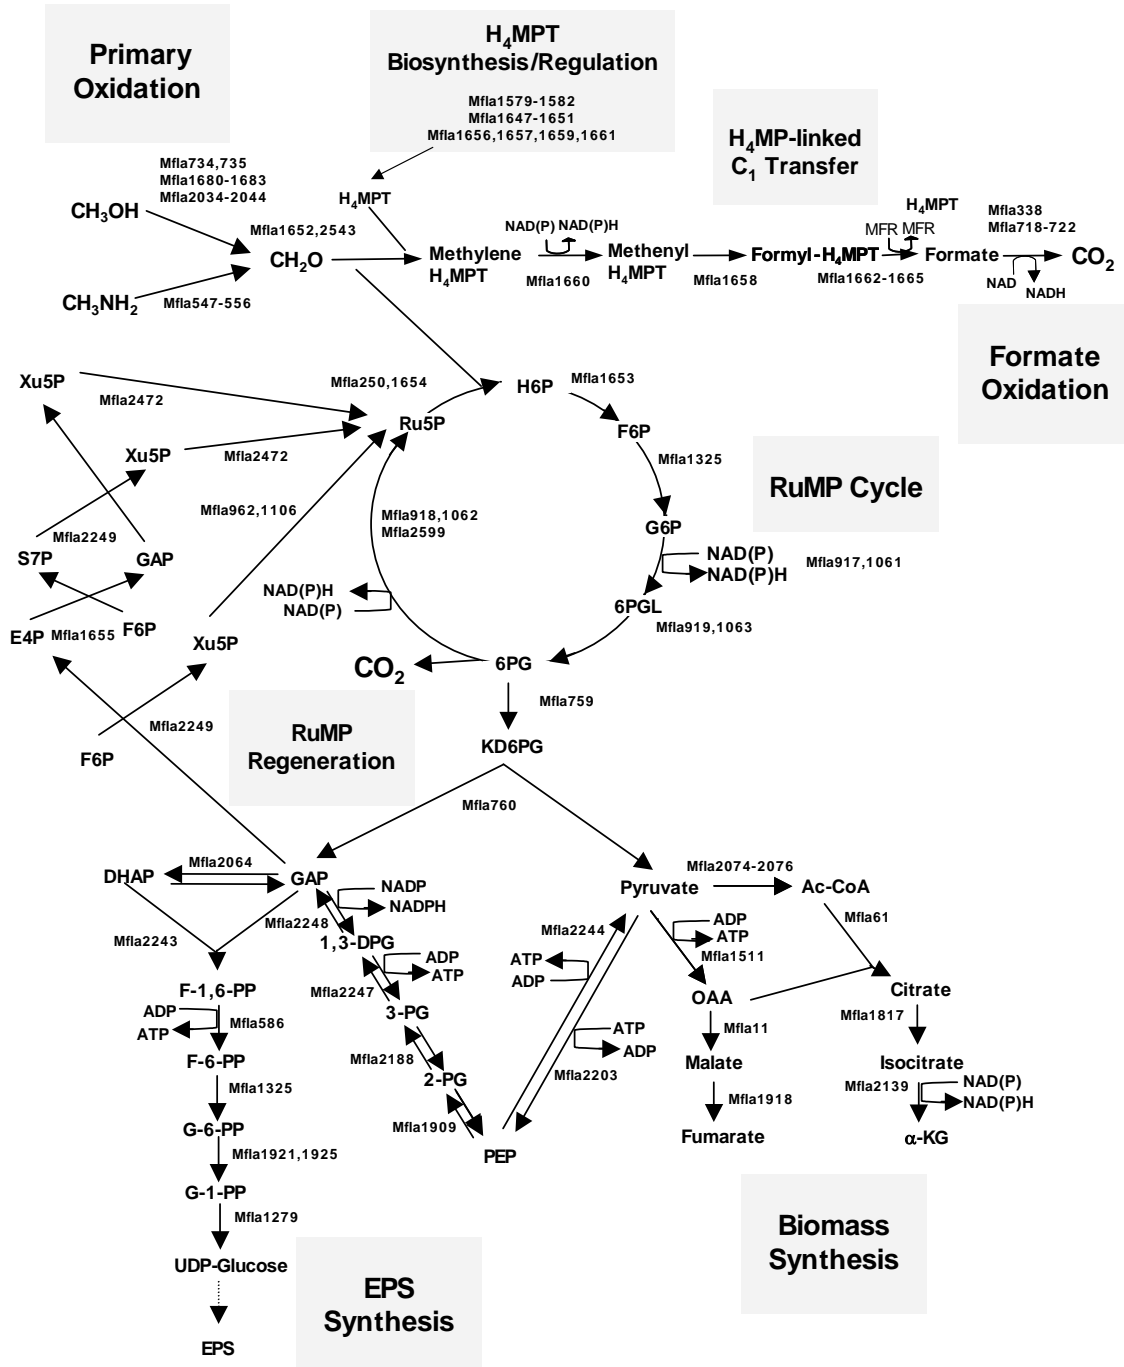 Primary
Oxidation
H₄MPT
Biosynthesis/Regulation
Mfla1579-1582
Mfla1647-1651
Mfla1656,1657,1659,1661
H₄MP-linked
C₁ Transfer
Mfla734,735
Mfla1680-1683
Mfla2034-2044
CH₃OH
H₄MPT
Mfla1652,2543
CH₂O
CH₃NH₂
Mfla547-556
Methylene
H₄MPT
NAD(P) NAD(P)H
Mfla1660
Methenyl
H₄MPT
Mfla1658
Formyl-H₄MPT
H₄MPT
MFR MFR
Mfla1662-1665
Formate
Mfla338
Mfla718-722
CO₂
NAD
NADH
Formate
Oxidation
Xu5P
Mfla2472
Mfla250,1654
H6P
Mfla1653
Ru5P
F6P
Xu5P
Mfla2472
Mfla1325
RuMP Cycle
Mfla962,1106
Mfla918,1062
Mfla2599
G6P
Mfla2249
S7P
GAP
NAD(P)
NAD(P)H
Mfla917,1061
NAD(P)H
NAD(P)
6PGL
Mfla919,1063
E4P
Mfla1655
F6P
Xu5P
CO₂
6PG
Mfla759
Mfla2249
RuMP
Regeneration
F6P
KD6PG
Mfla760
DHAP
Mfla2064
GAP
NADP
NADPH
Pyruvate
Mfla2074-2076
Ac-CoA
Mfla2243
Mfla2248
1,3-DPG
Mfla2244
ADP
ATP
Mfla1511
Mfla61
ADP
ATP
ATP
ADP
F-1,6-PP
Mfla2247
OAA
Citrate
ADP
ATP
Mfla586
3-PG
Mfla11
Mfla1817
ATP
ADP
F-6-PP
Mfla2188
Mfla2203
Malate
Isocitrate
Mfla1325
2-PG
Mfla1918
Mfla2139
NAD(P)
NAD(P)H
G-6-PP
Mfla1909
PEP
Fumarate
α-KG
Mfla1921,1925
G-1-PP
Mfla1279
UDP-Glucose
Biomass
Synthesis
EPS
Synthesis
EPS